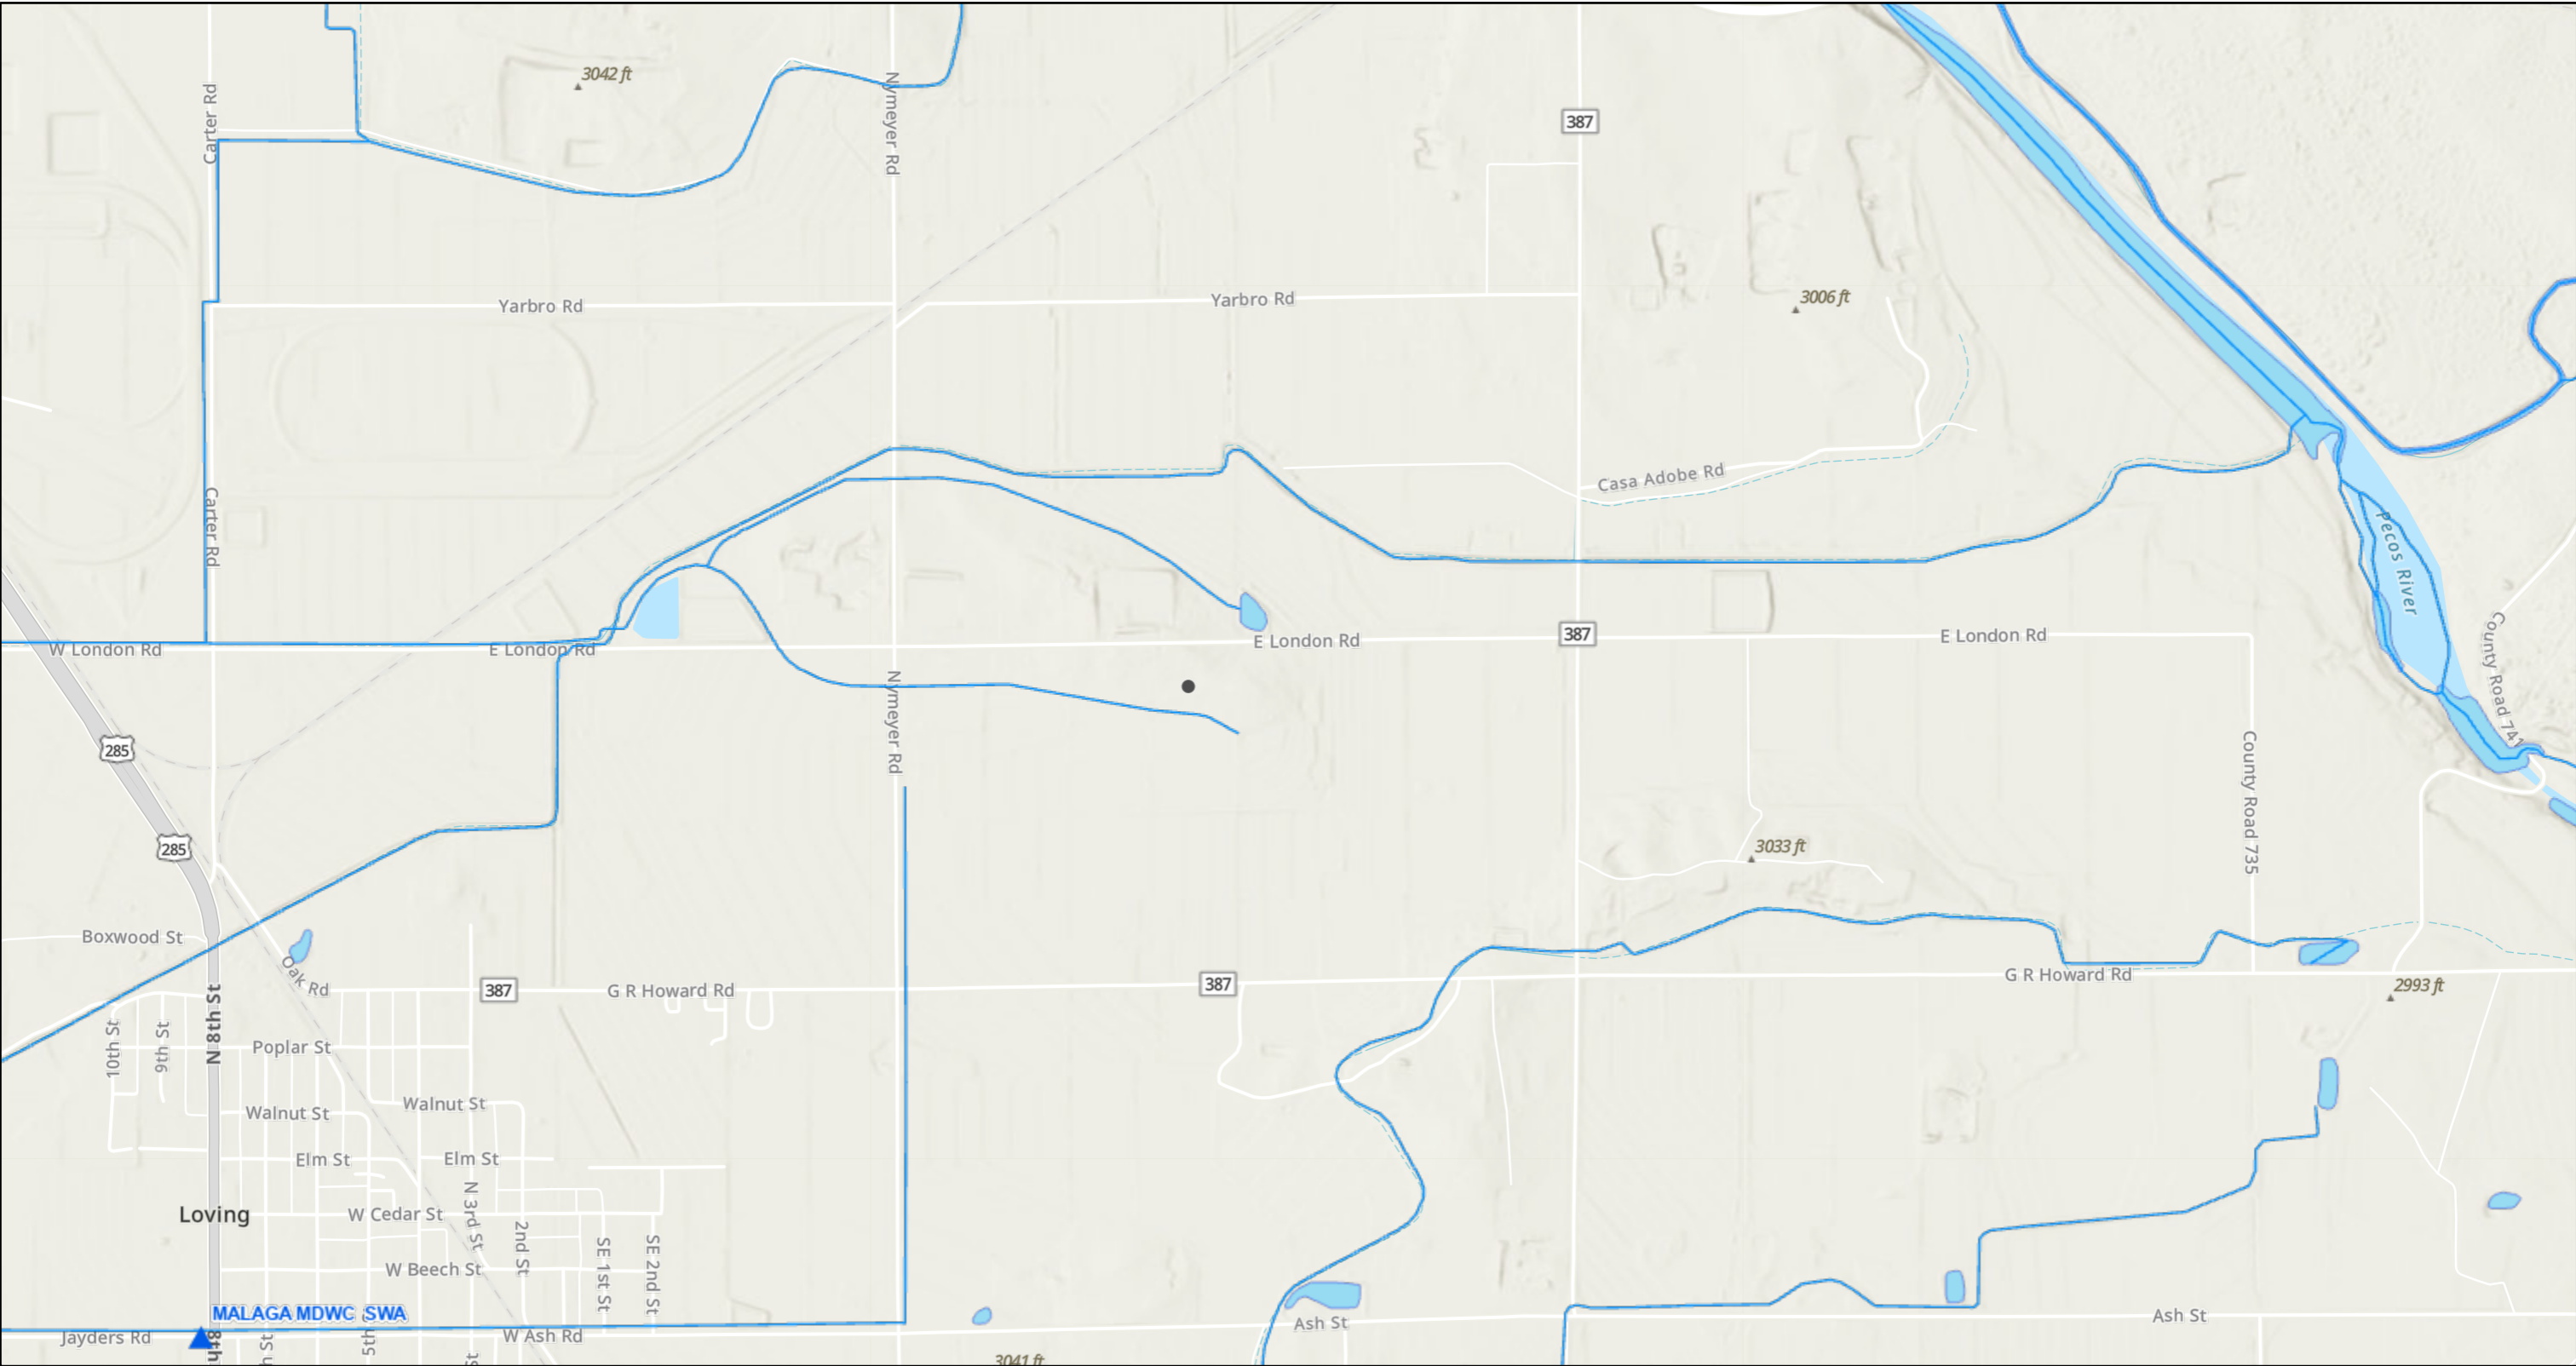 3042 ft
Carter Rd
Nymeyer Rd
387
Yarbro Rd
Yarbro Rd
3006 ft
Casa Adobe Rd
Carter Rd
Pecos River
W London Rd
E London Rd
E London Rd
387
E London Rd
County Road 741
285
Nymeyer Rd
County Road 735
285
3033 ft
Boxwood St
Oak Rd
387
G R Howard Rd
387
G R Howard Rd
2993 ft
10th St
9th St
N 8th St
Poplar St
Walnut St
Walnut St
Elm St
Elm St
Loving
W Cedar St
N 3rd St
2nd St
SE 1st St
SE 2nd St
W Beech St
MALAGA MDWC SWA
Jayders Rd
W Ash Rd
Ash St
Ash St
3041 ft